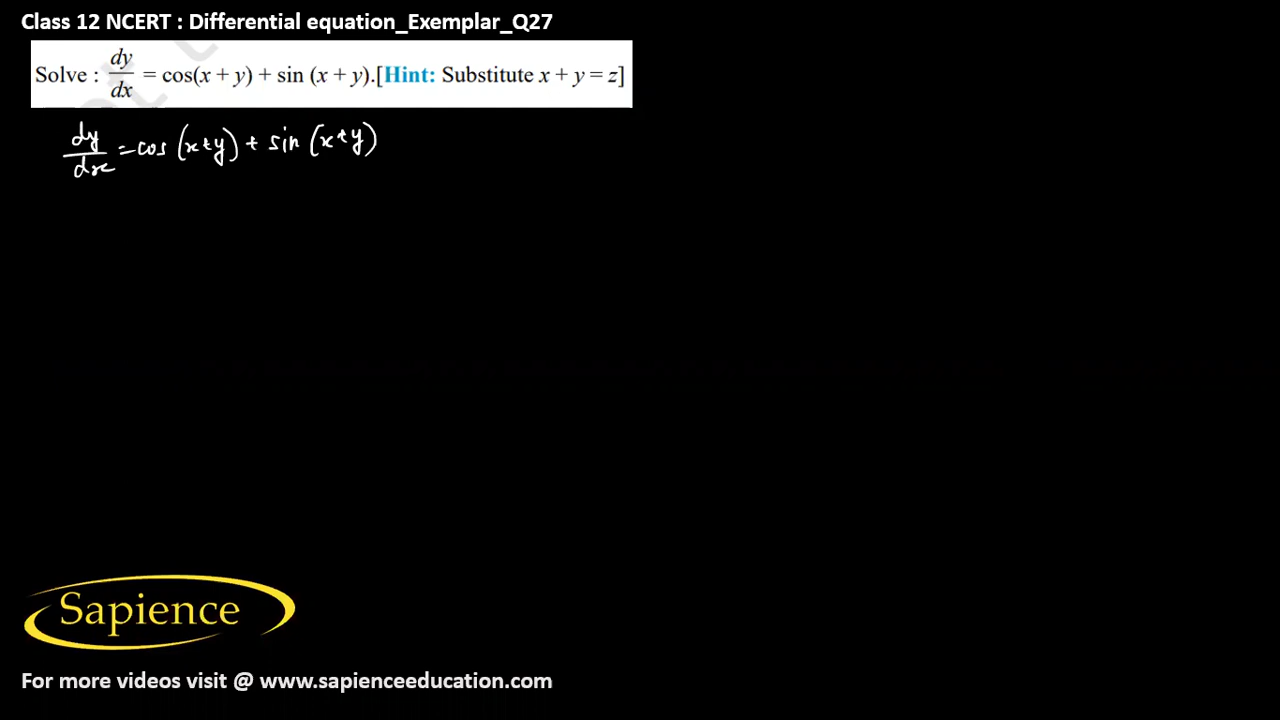 Class 12 NCERT : Differential equation_Exemplar_Q27
Solve : dy/dx = cos(x + y) + sin (x + y).[Hint: Substitute x + y = z]
dy/dx = cos (x+y) + sin (x+y)
Sapience
For more videos visit @ www.sapienceeducation.com